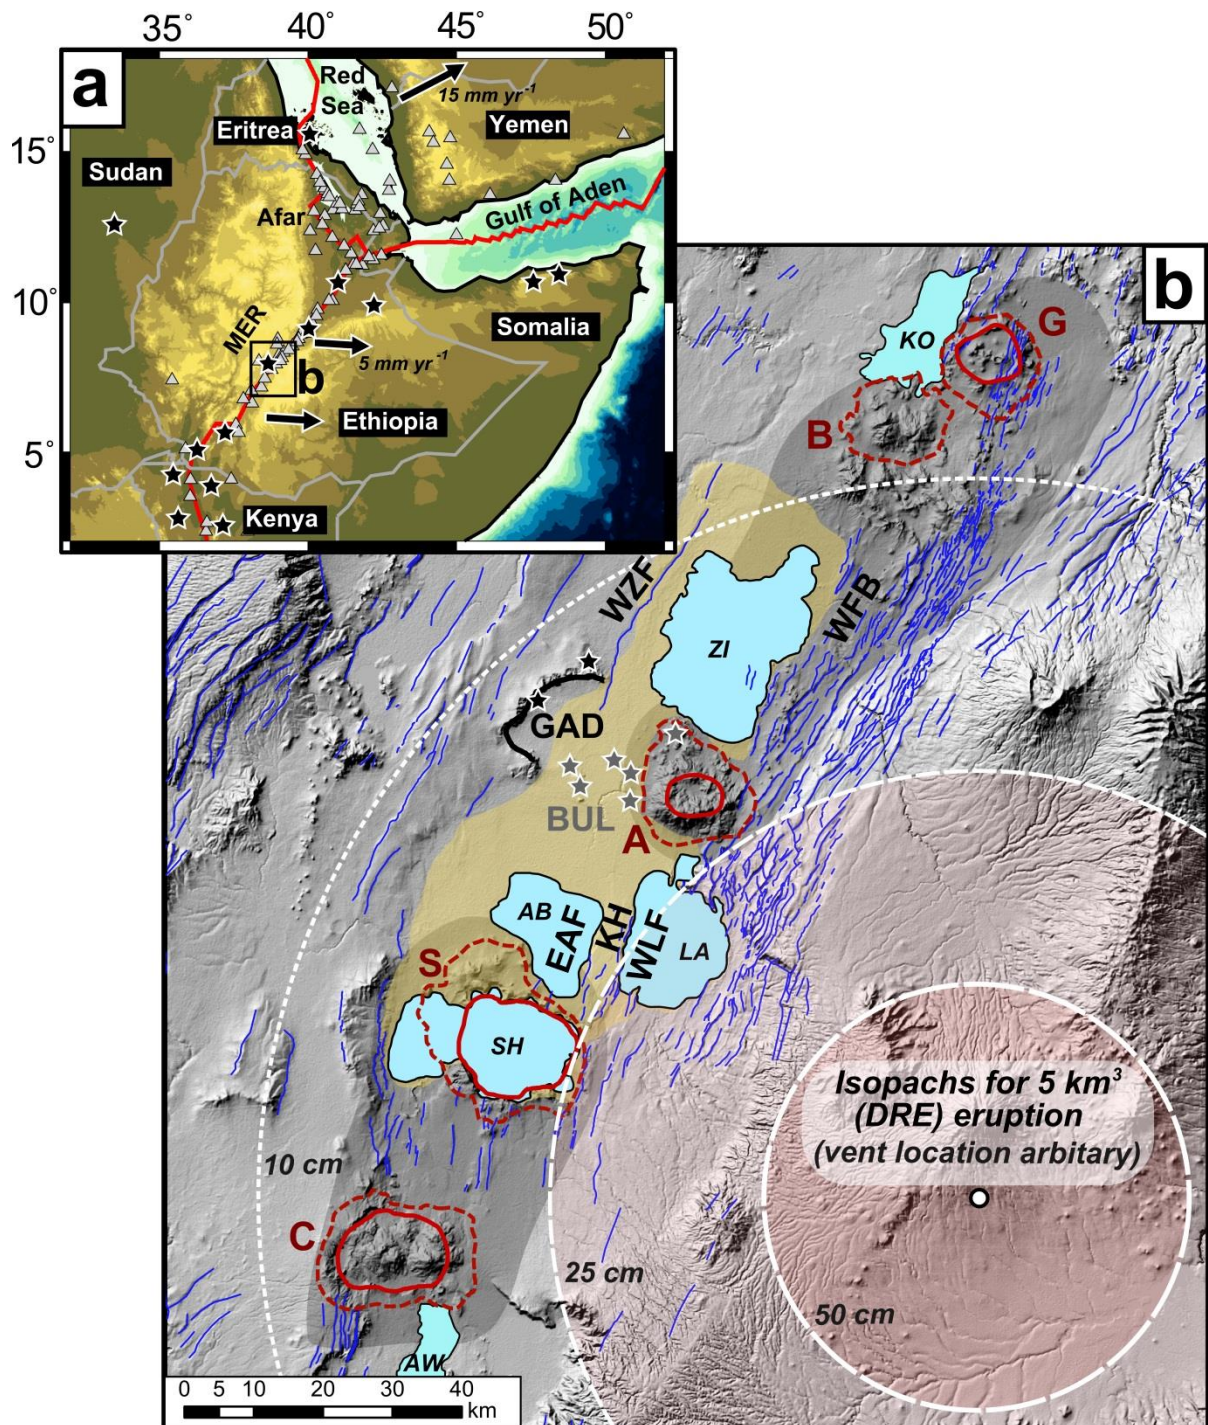 35° 40° 45° 50°
a
Red
Sea
15 mm yr⁻¹
Yemen
Eritrea
15°
Sudan
Afar
Gulf of Aden
10°
MER
Somalia
5 mm yr⁻¹
b
Ethiopia
5°
Kenya
b
KO
G
B
WZF
WFB
ZI
GAD
BUL
A
AB
EAF
KH
WLF
LA
S
SH
Isopachs for 5 km³
(DRE) eruption
(vent location arbitary)
10 cm
C
25 cm
50 cm
AW
0 5 10 20 30 40
km